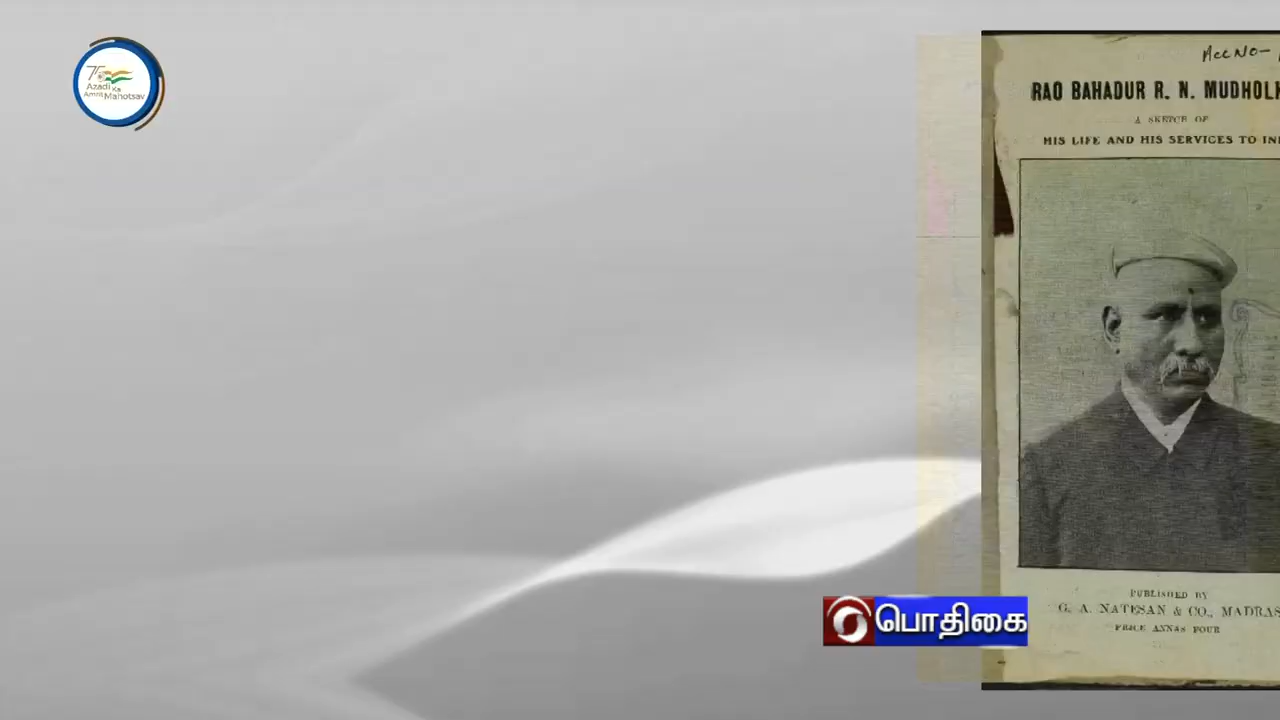 75
Azadi
Ka
Amrit
Mahotsav
Acc No-
RAO BAHADUR R. N. MUDHOLK
A SKETCH OF
HIS LIFE AND HIS SERVICES TO IN
PUBLISHED BY
G. A. NATESAN & CO., MADRAS
PRICE ANNAS FOUR
பொதிகை